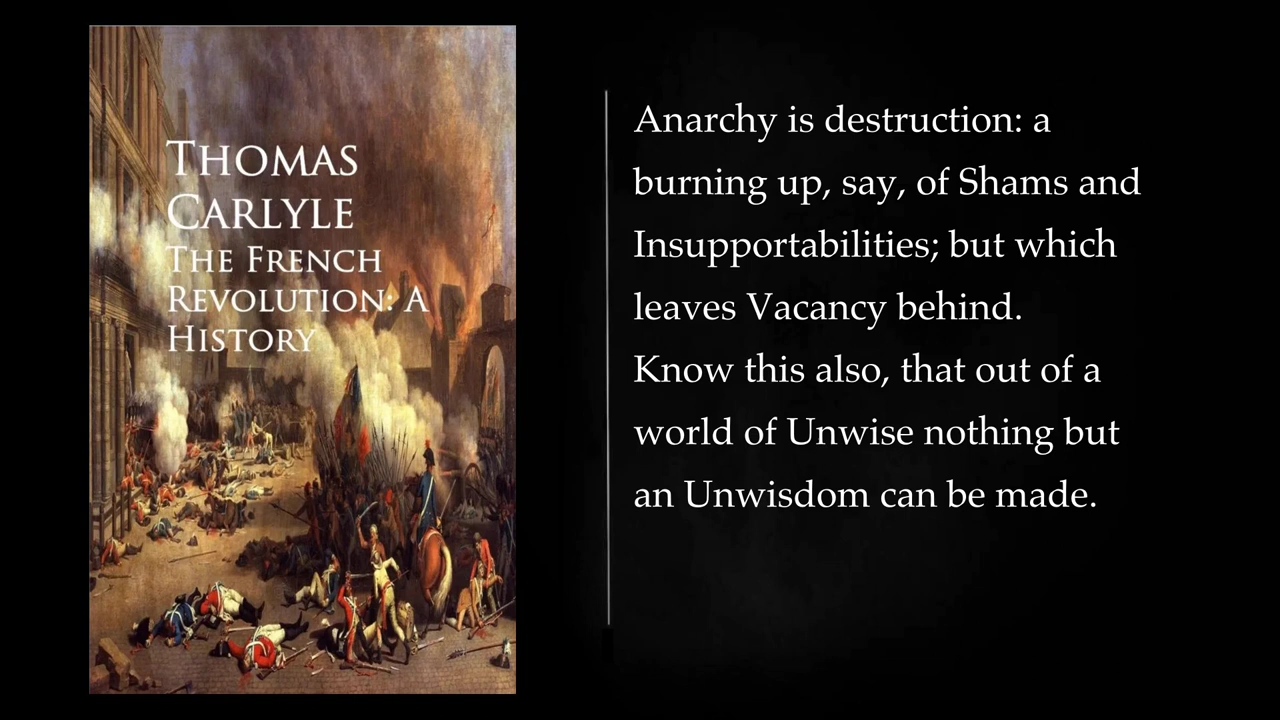 THOMAS
CARLYLE
THE FRENCH
REVOLUTION: A
HISTORY
Anarchy is destruction: a
burning up, say, of Shams and
Insupportabilities; but which
leaves Vacancy behind.
Know this also, that out of a
world of Unwise nothing but
an Unwisdom can be made.